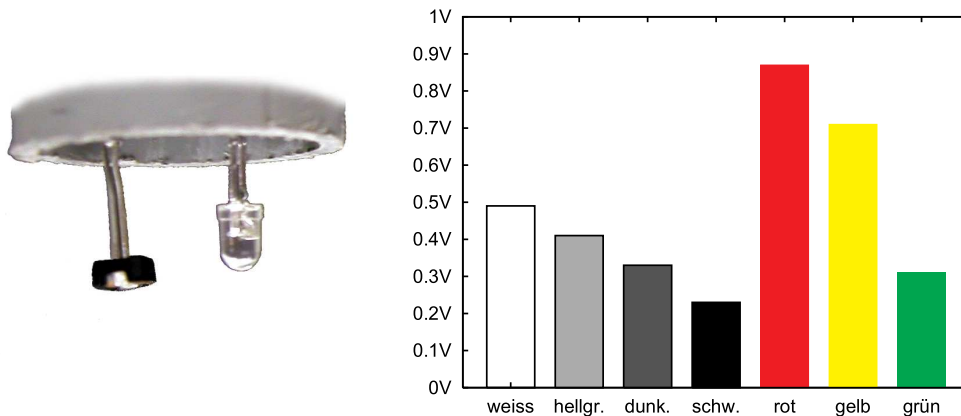 1V
0.9V
0.8V
0.7V
0.6V
0.5V
0.4V
0.3V
0.2V
0.1V
0V
weiss hellgr. dunk. schw. rot gelb grün